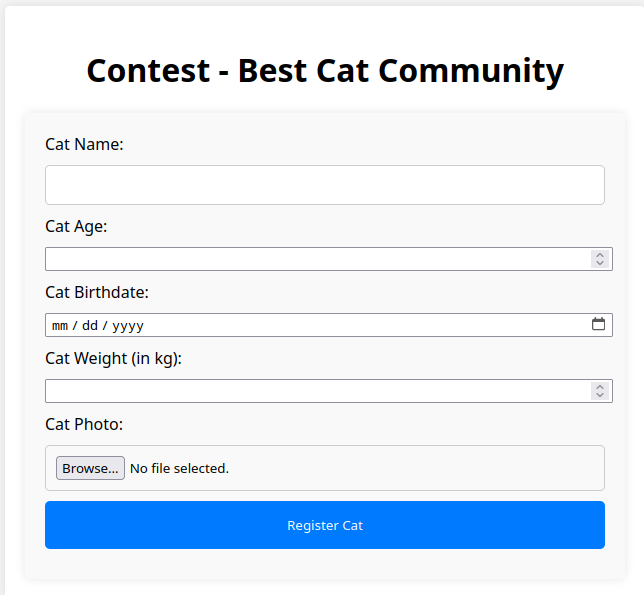 Contest - Best Cat Community
Cat Name:
Cat Age:
Cat Birthdate:
mm / dd / yyyy
Cat Weight (in kg):
Cat Photo:
Browse... No file selected.
Register Cat